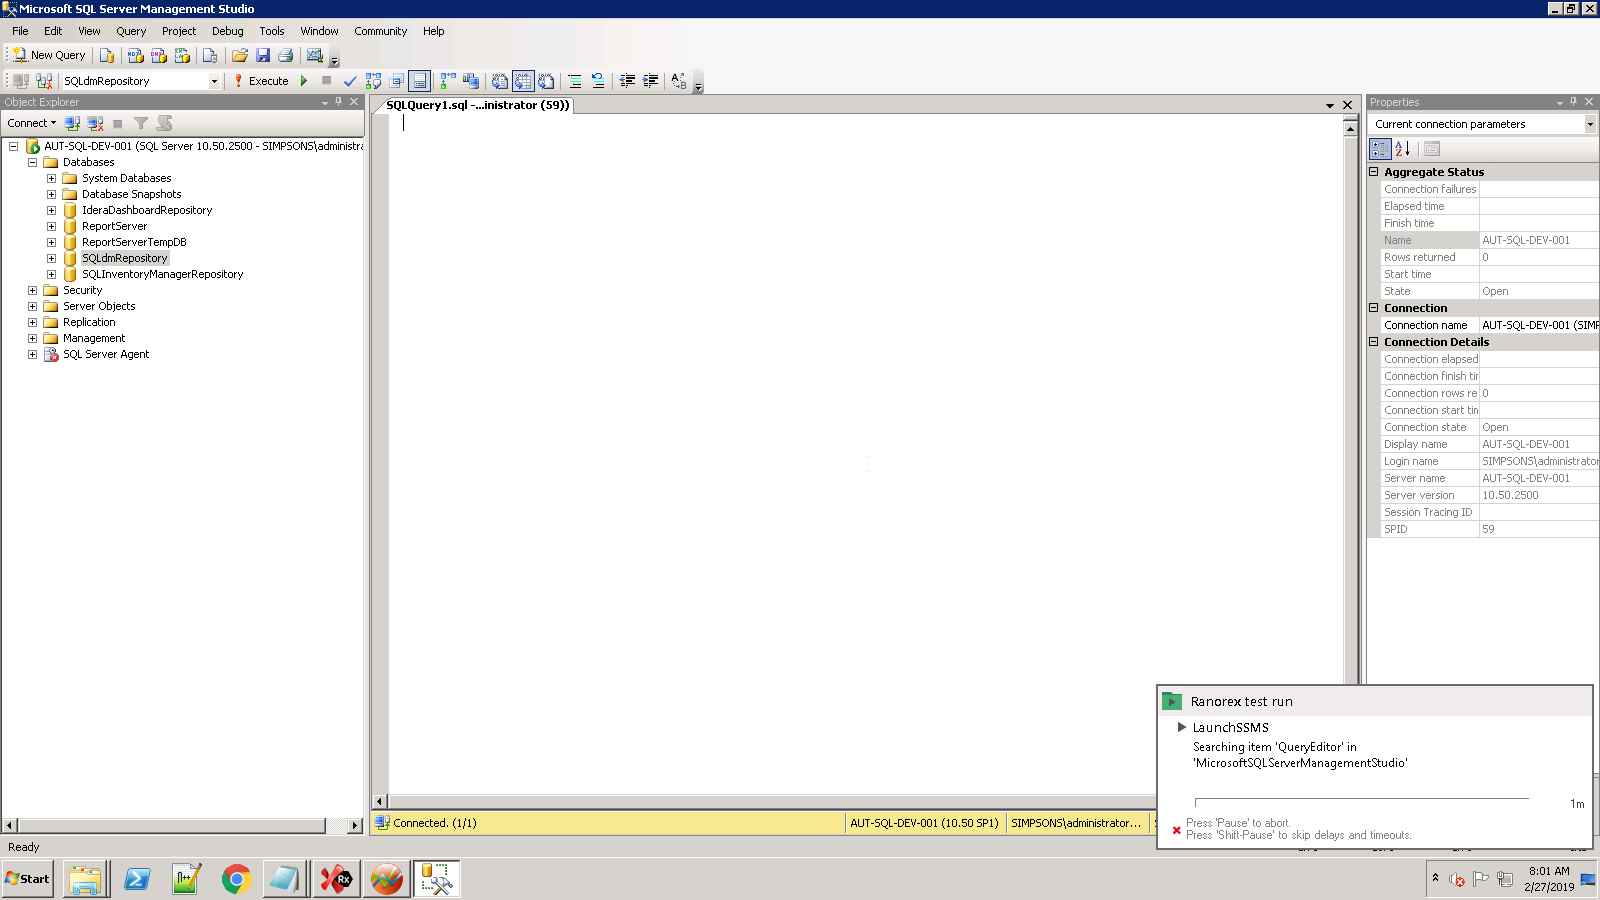 Microsoft SQL Server Management Studio
File Edit View Query Project Debug Tools Window Community Help
New Query
SQLdmRepository
Execute
Object Explorer
Connect
AUT-SQL-DEV-001 (SQL Server 10.50.2500 - SIMPSONS\administra
Databases
System Databases
Database Snapshots
IderaDashboardRepository
ReportServer
ReportServerTempDB
SQLdmRepository
SQLInventoryManagerRepository
Security
Server Objects
Replication
Management
SQL Server Agent
SQLQuery1.sql -...inistrator (59))
Connected. (1/1)
AUT-SQL-DEV-001 (10.50 SP1)
SIMPSONS\administrator...
Properties
Current connection parameters
Aggregate Status
Connection failures
Elapsed time
Finish time
Name AUT-SQL-DEV-001
Rows returned 0
Start time
State Open
Connection
Connection name AUT-SQL-DEV-001 (SIMP
Connection Details
Connection elapsed
Connection finish tir
Connection rows re 0
Connection start tin
Connection state Open
Display name AUT-SQL-DEV-001
Login name SIMPSONS\administrator
Server name AUT-SQL-DEV-001
Server version 10.50.2500
Session Tracing ID
SPID 59
Ranorex test run
LaunchSSMS
Searching item 'QueryEditor' in
'MicrosoftSQLServerManagementStudio'
1m
Press 'Pause' to abort.
Press 'Shift-Pause' to skip delays and timeouts.
Ready
Start
8:01 AM
2/27/2019